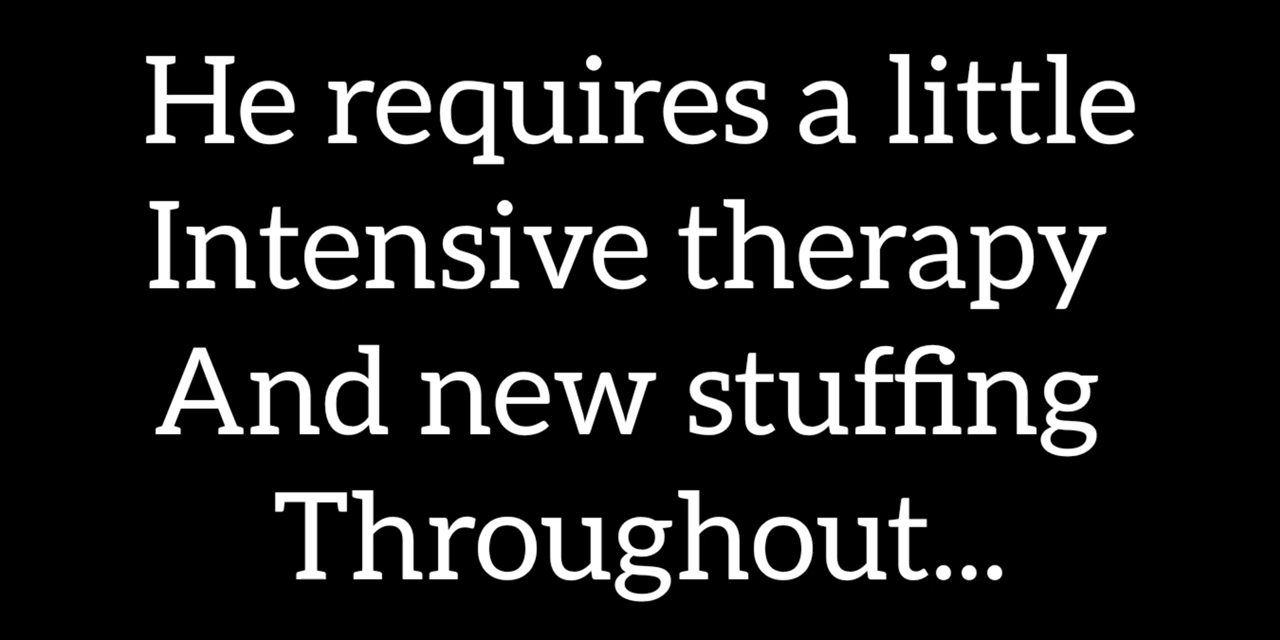 He requires a little
Intensive therapy
And new stuffing
Throughout...